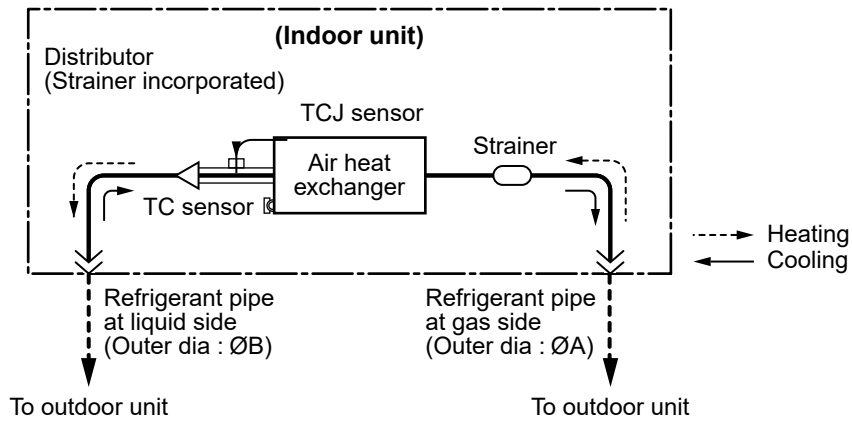 (Indoor unit)
Distributor
(Strainer incorporated)
TCJ sensor
Air heat
exchanger
Strainer
TC sensor
Heating
Cooling
Refrigerant pipe
at liquid side
(Outer dia : ØB)
Refrigerant pipe
at gas side
(Outer dia : ØA)
To outdoor unit
To outdoor unit